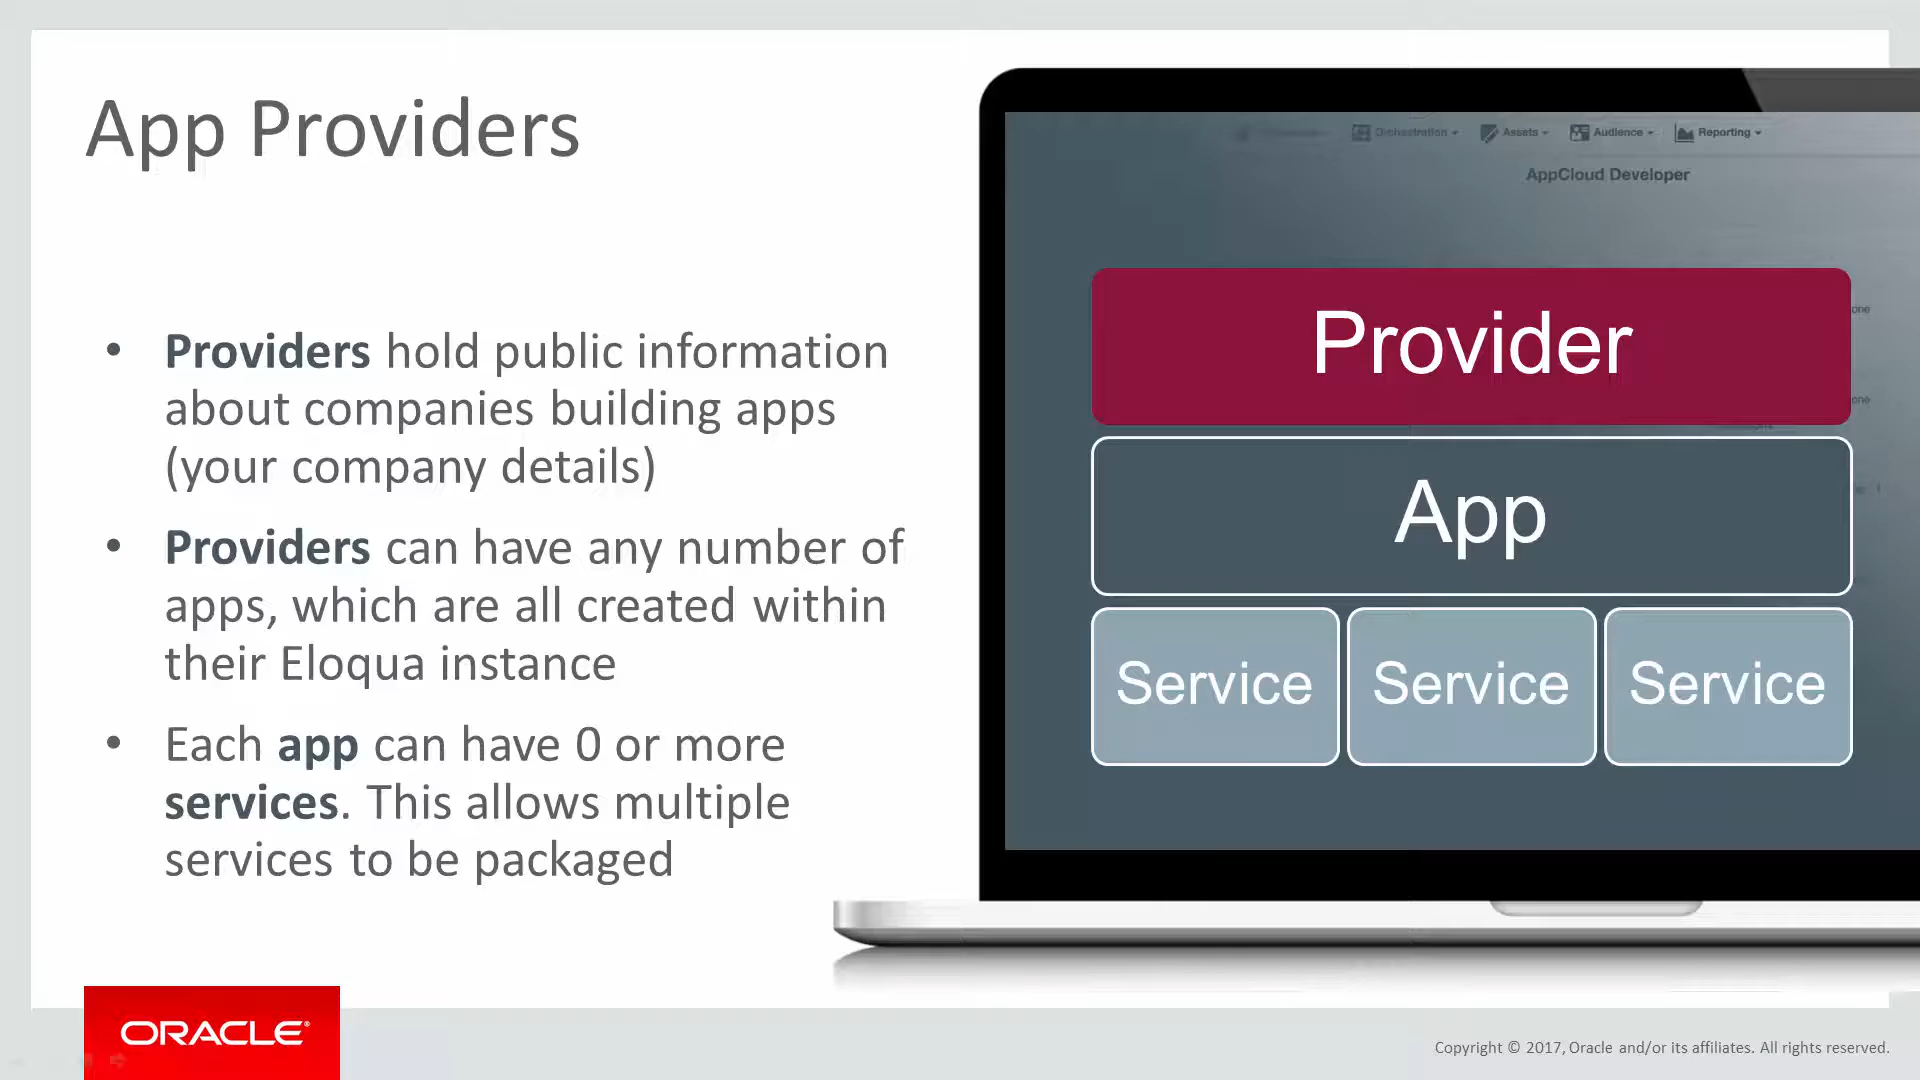 App Providers
• Providers hold public information
about companies building apps
(your company details)
• Providers can have any number of
apps, which are all created within
their Eloqua instance
• Each app can have 0 or more
services. This allows multiple
services to be packaged
Orchestration Assets Audience Reporting
AppCloud Developer
Provider
one
one
App
Service Service Service
ORACLE®
Copyright © 2017, Oracle and/or its affiliates. All rights reserved.